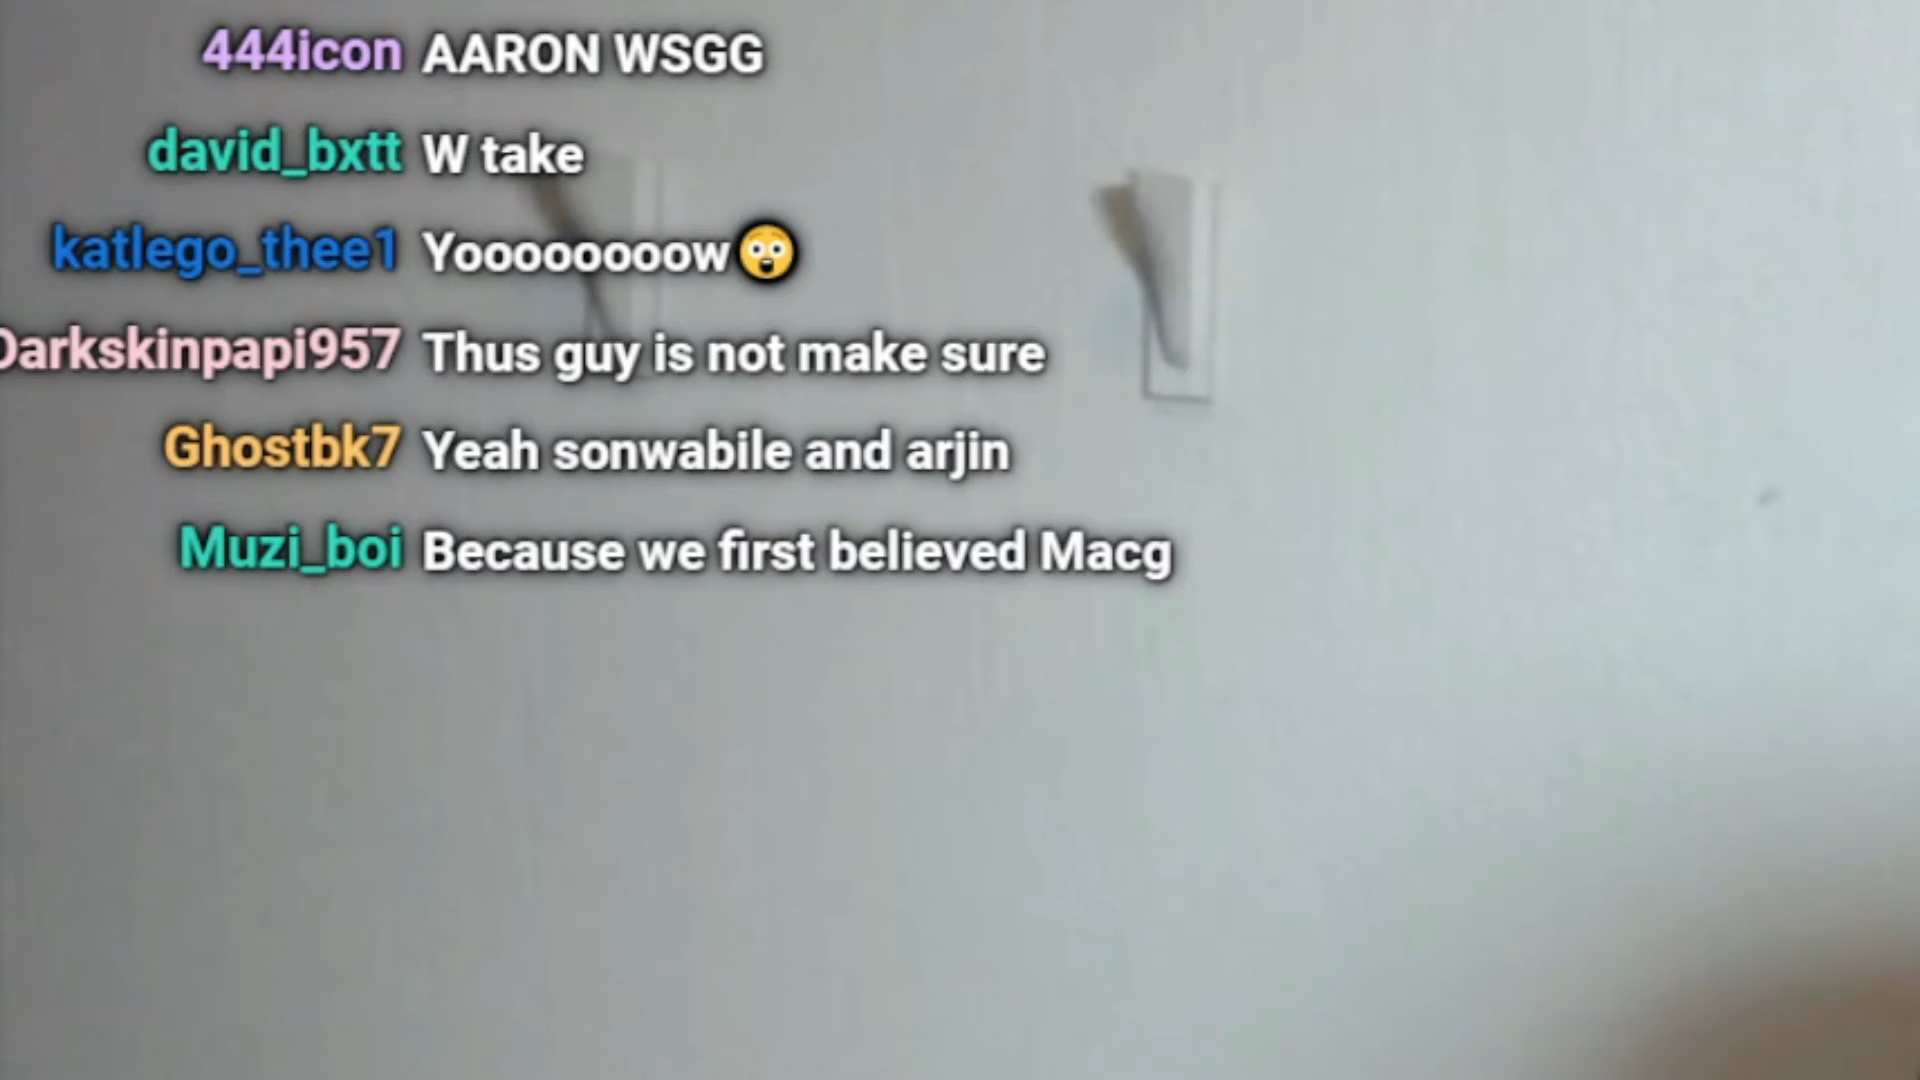 444icon AARON WSGG
david_bxtt W take
katlego_thee1 Yoooooooow😲
Darkskinpapi957 Thus guy is not make sure
Ghostbk7 Yeah sonwabile and arjin
Muzi_boi Because we first believed Macg